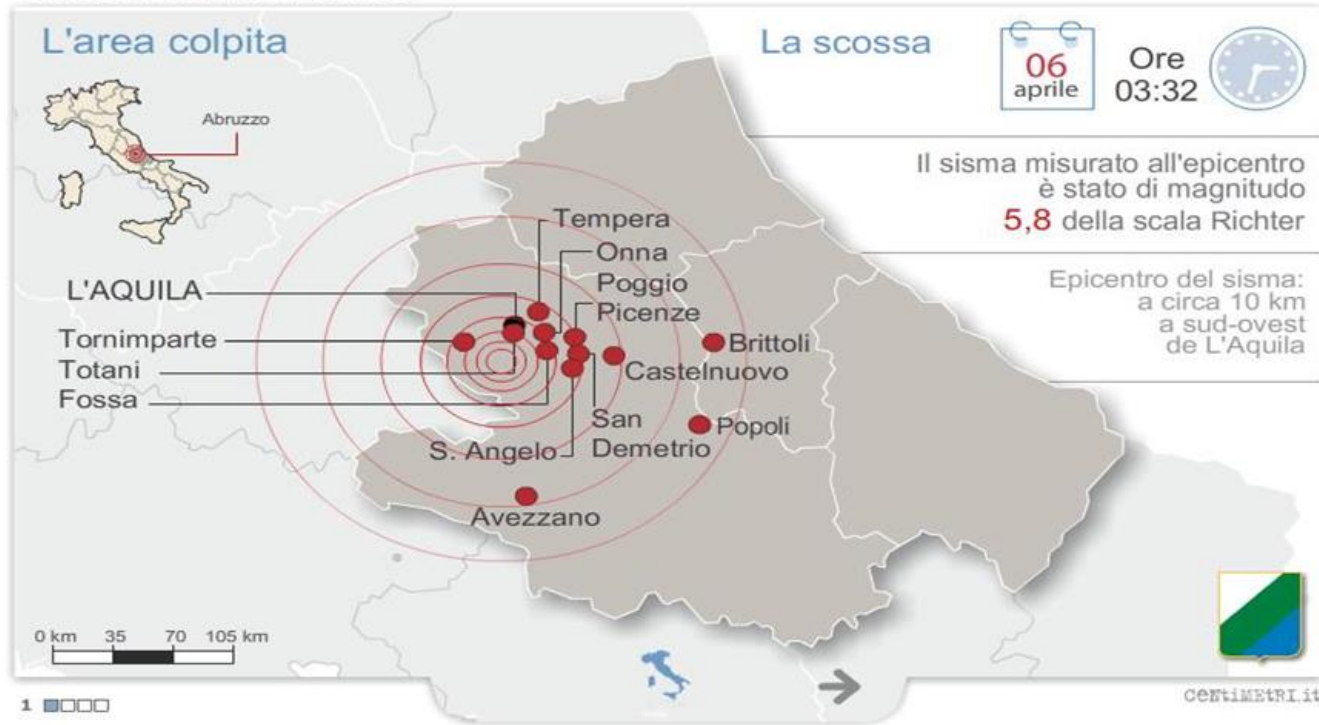 L'area colpita
Abruzzo
La scossa
06
aprile
Ore
03:32
Il sisma misurato all'epicentro
è stato di magnitudo
5,8 della scala Richter
Epicentro del sisma:
a circa 10 km
a sud-ovest
de L'Aquila
Tempera
Onna
Poggio
Picenze
L'AQUILA
Tornimparte
Totani
Fossa
Brittoli
Castelnuovo
San
Demetrio
S. Angelo
Popoli
Avezzano
0 km 35 70 105 km
1
CENTIMETRI.it